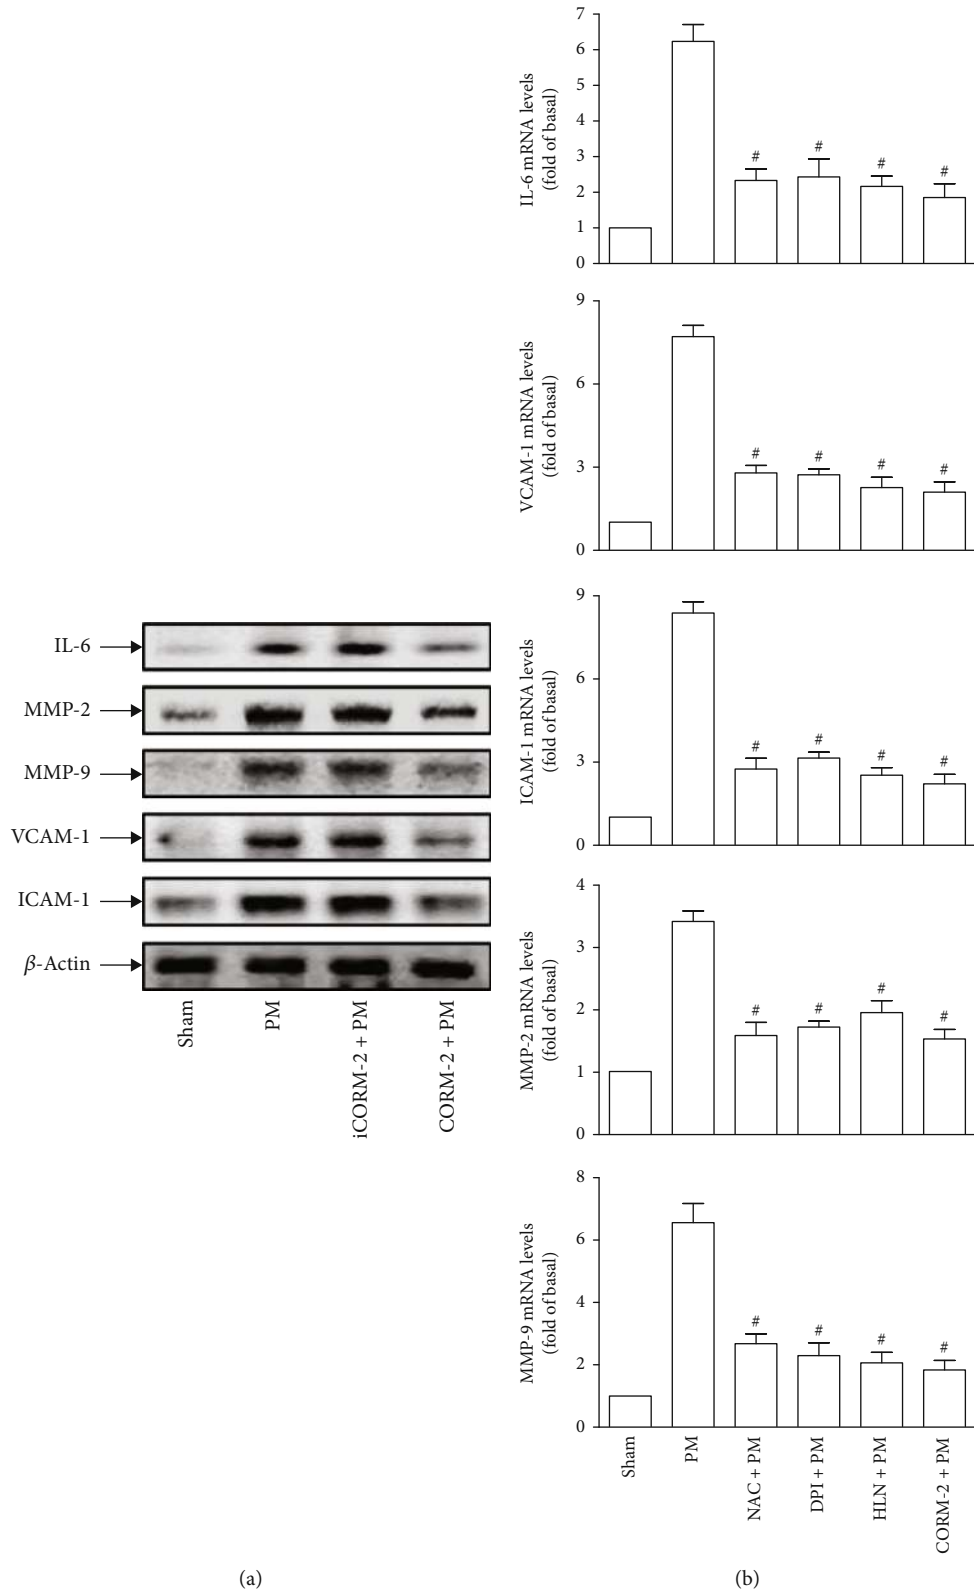 IL-6
MMP-2
MMP-9
VCAM-1
ICAM-1
β-Actin
Sham
PM
iCORM-2 + PM
CORM-2 + PM
(a)
IL-6 mRNA levels
(fold of basal)
7
6
5
4
3
2
1
0
#
#
#
#
VCAM-1 mRNA levels
(fold of basal)
9
6
3
0
#
#
#
#
ICAM-1 mRNA levels
(fold of basal)
9
6
3
0
#
#
#
#
MMP-2 mRNA levels
(fold of basal)
4
3
2
1
0
#
#
#
#
MMP-9 mRNA levels
(fold of basal)
8
6
4
2
0
#
#
#
#
Sham
PM
NAC + PM
DPI + PM
HLN + PM
CORM-2 + PM
(b)